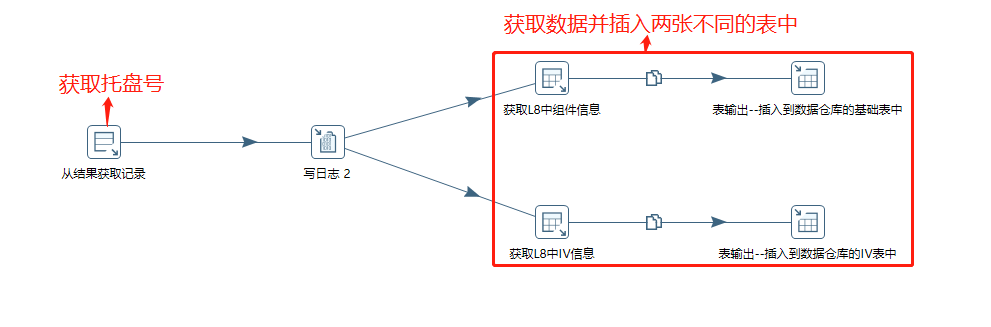 获取数据并插入两张不同的表中
获取托盘号
从结果获取记录
写日志 2
获取L8中组件信息
表输出--插入到数据仓库的基础表中
获取L8中IV信息
表输出--插入到数据仓库的IV表中